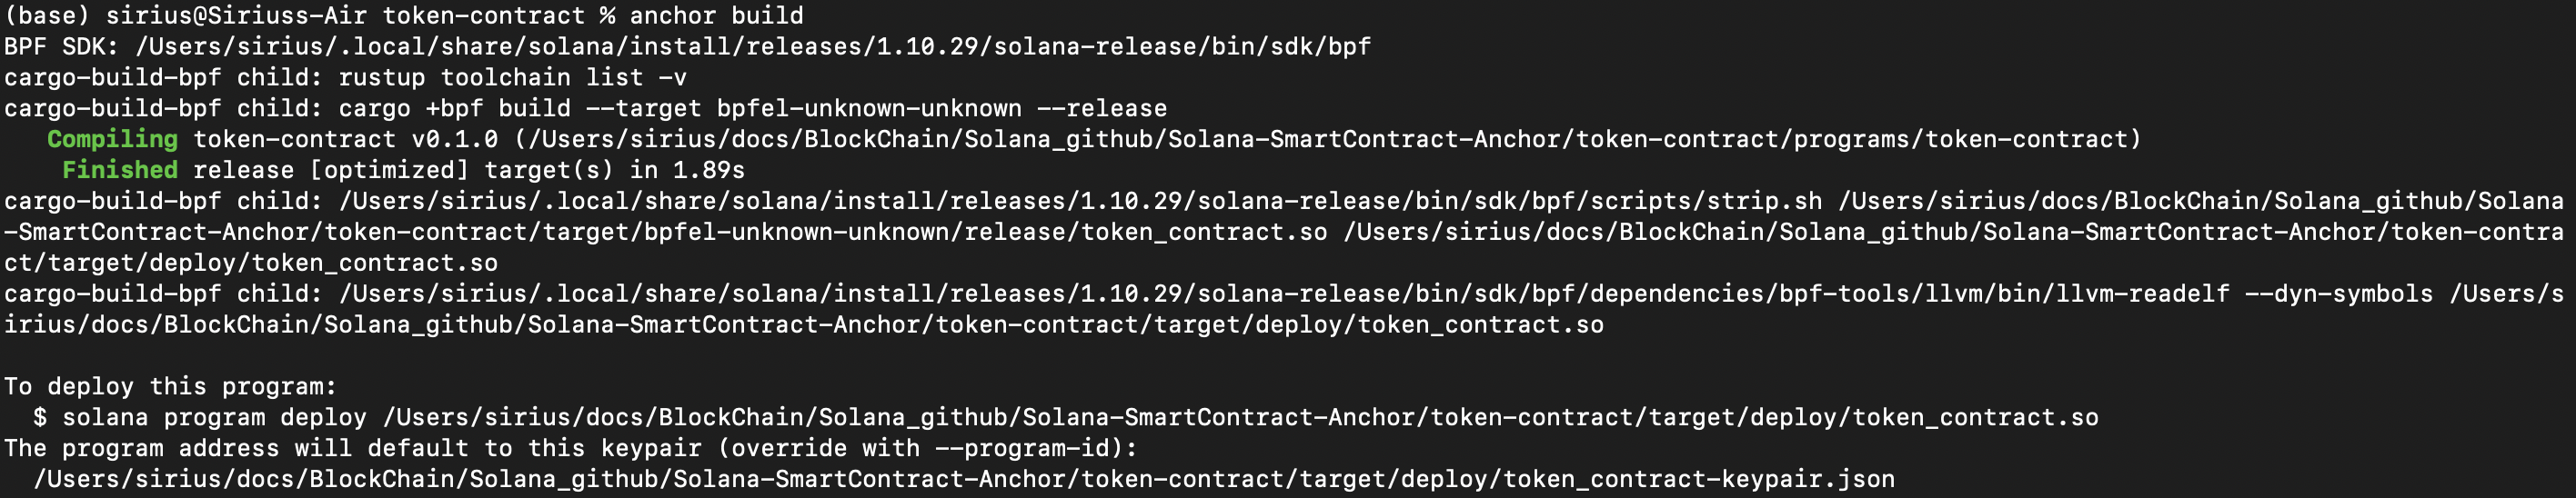 (base) sirius@Siriuss-Air token-contract % anchor build
BPF SDK: /Users/sirius/.local/share/solana/install/releases/1.10.29/solana-release/bin/sdk/bpf
cargo-build-bpf child: rustup toolchain list -v
cargo-build-bpf child: cargo +bpf build --target bpfel-unknown-unknown --release
   Compiling token-contract v0.1.0 (/Users/sirius/docs/BlockChain/Solana_github/Solana-SmartContract-Anchor/token-contract/programs/token-contract)
    Finished release [optimized] target(s) in 1.89s
cargo-build-bpf child: /Users/sirius/.local/share/solana/install/releases/1.10.29/solana-release/bin/sdk/bpf/scripts/strip.sh /Users/sirius/docs/BlockChain/Solana_github/Solana
-SmartContract-Anchor/token-contract/target/bpfel-unknown-unknown/release/token_contract.so /Users/sirius/docs/BlockChain/Solana_github/Solana-SmartContract-Anchor/token-contra
ct/target/deploy/token_contract.so
cargo-build-bpf child: /Users/sirius/.local/share/solana/install/releases/1.10.29/solana-release/bin/sdk/bpf/dependencies/bpf-tools/llvm/bin/llvm-readelf --dyn-symbols /Users/s
irius/docs/BlockChain/Solana_github/Solana-SmartContract-Anchor/token-contract/target/deploy/token_contract.so

To deploy this program:
  $ solana program deploy /Users/sirius/docs/BlockChain/Solana_github/Solana-SmartContract-Anchor/token-contract/target/deploy/token_contract.so
The program address will default to this keypair (override with --program-id):
  /Users/sirius/docs/BlockChain/Solana_github/Solana-SmartContract-Anchor/token-contract/target/deploy/token_contract-keypair.json